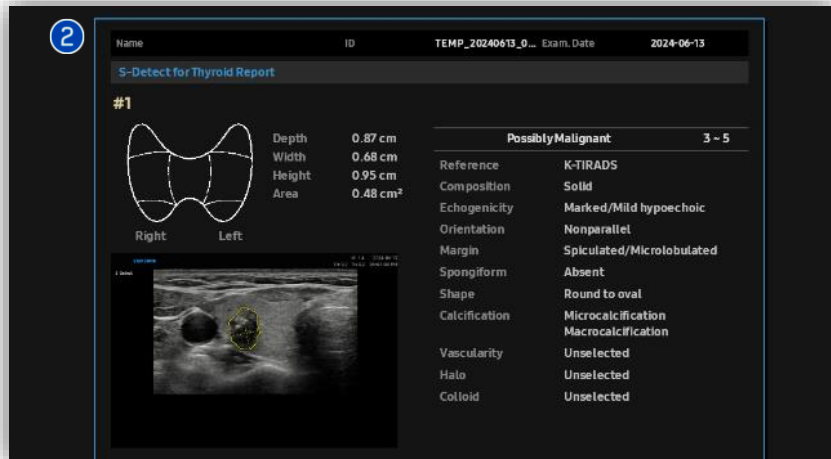 2
Name ID TEMP_20240613_0... Exam. Date 2024-06-13
S-Detect for Thyroid Report
#1
Depth 0.87 cm
Width 0.68 cm
Height 0.95 cm
Area 0.48 cm²
Right Left
Possibly Malignant 3 ~ 5
Reference K-TIRADS
Composition Solid
Echogenicity Marked/Mild hypoechoic
Orientation Nonparallel
Margin Spiculated/Microlobulated
Spongiform Absent
Shape Round to oval
Calcification Microcalcification
Macrocalcification
Vascularity Unselected
Halo Unselected
Colloid Unselected